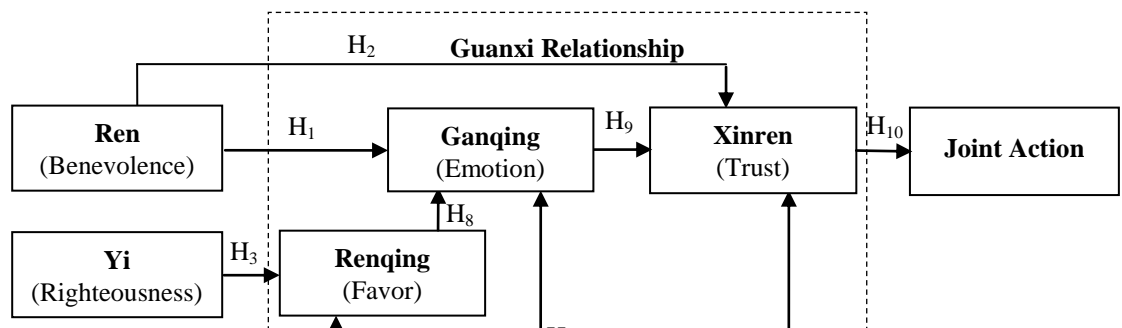 H₂
Guanxi Relationship
Ren
(Benevolence)
H₁
Ganqing
(Emotion)
H₉
Xinren
(Trust)
H₁₀
Joint Action
H₈
Yi
(Righteousness)
H₃
Renqing
(Favor)